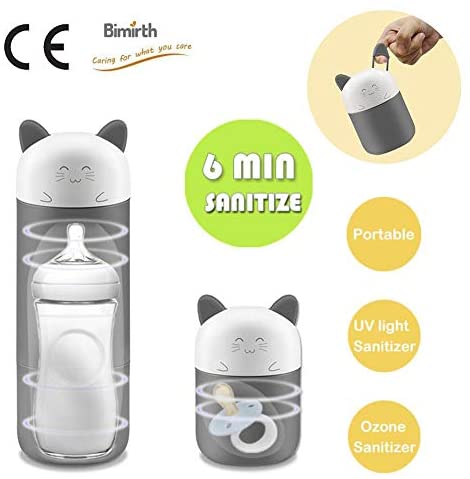 CE
Bimirth
Caring for what you care
6 MIN
SANITIZE
Portable
UV light
Sanitizer
Ozone
Sanitizer